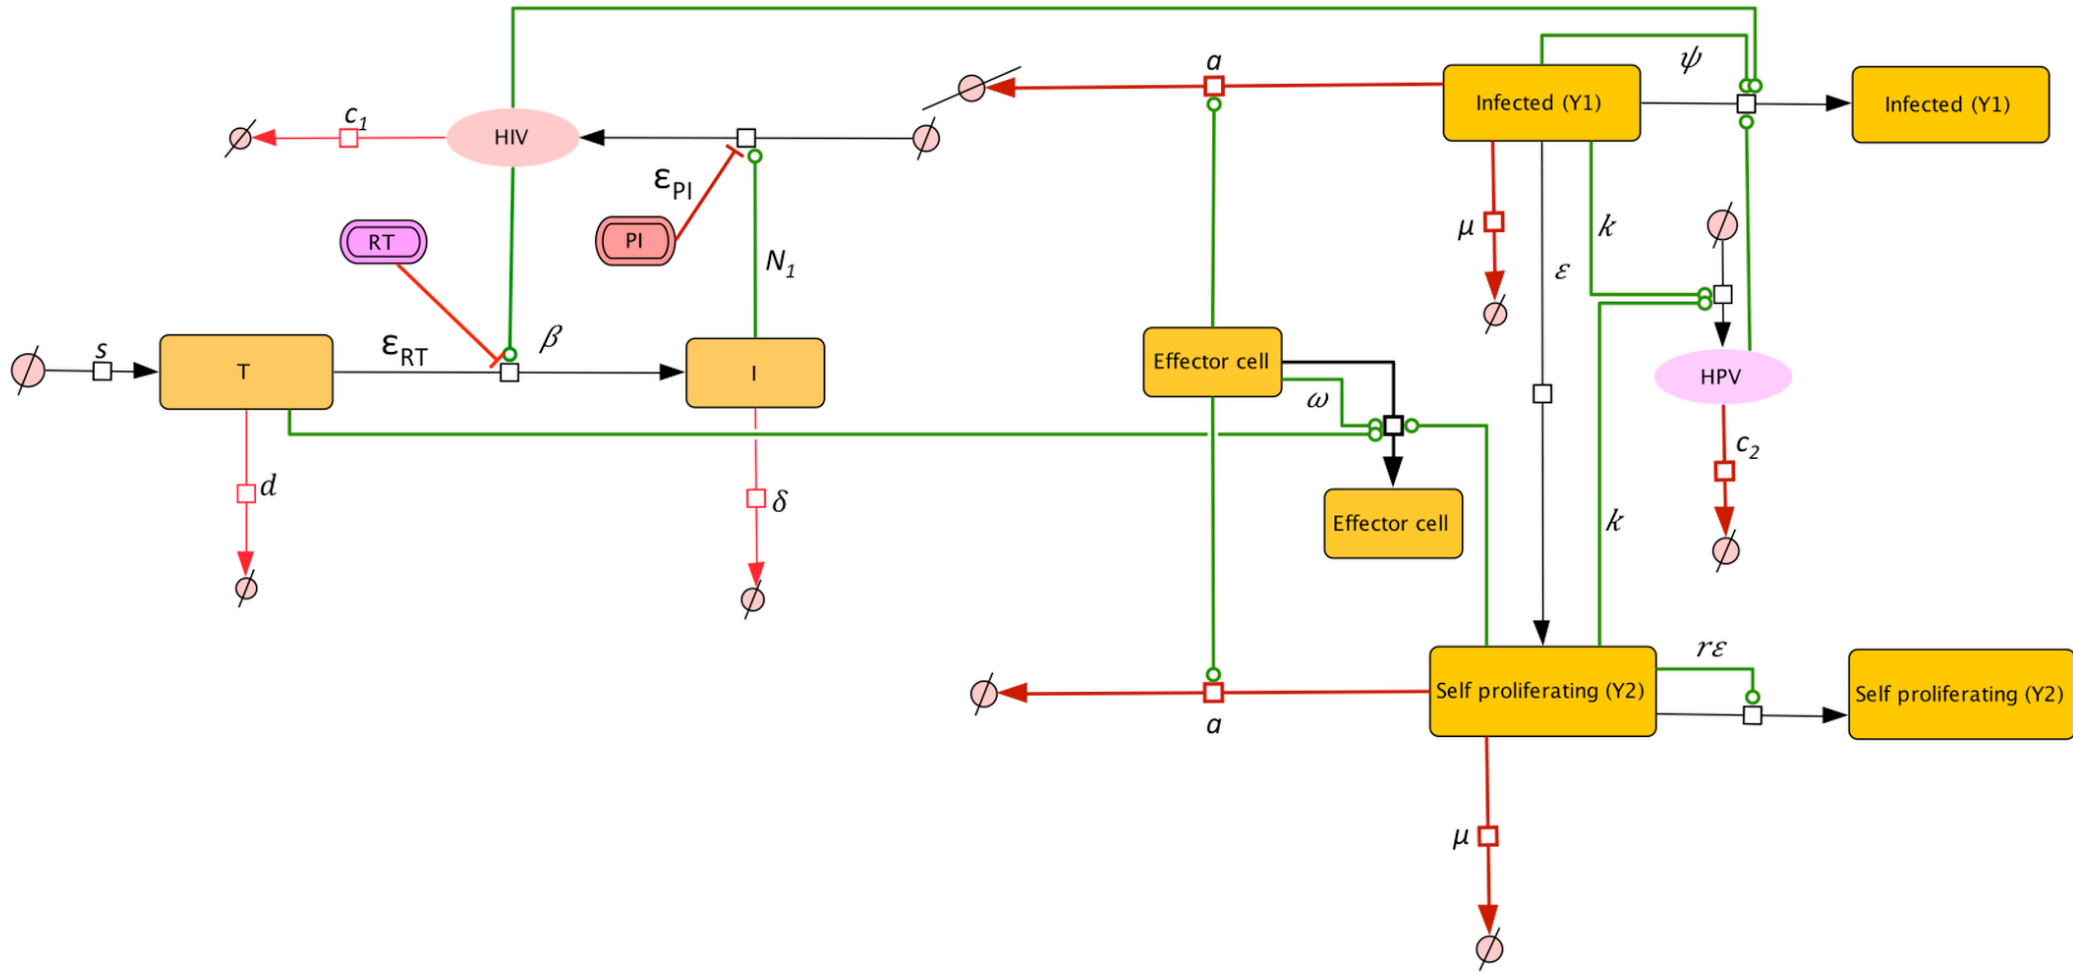 a
ψ
Infected (Y1)
Infected (Y1)
c1
HIV
εPI
μ
k
RT
PI
N1
ε
s
T
εRT
β
I
Effector cell
HPV
ω
c2
d
δ
Effector cell
k
rε
Self proliferating (Y2)
Self proliferating (Y2)
a
μ